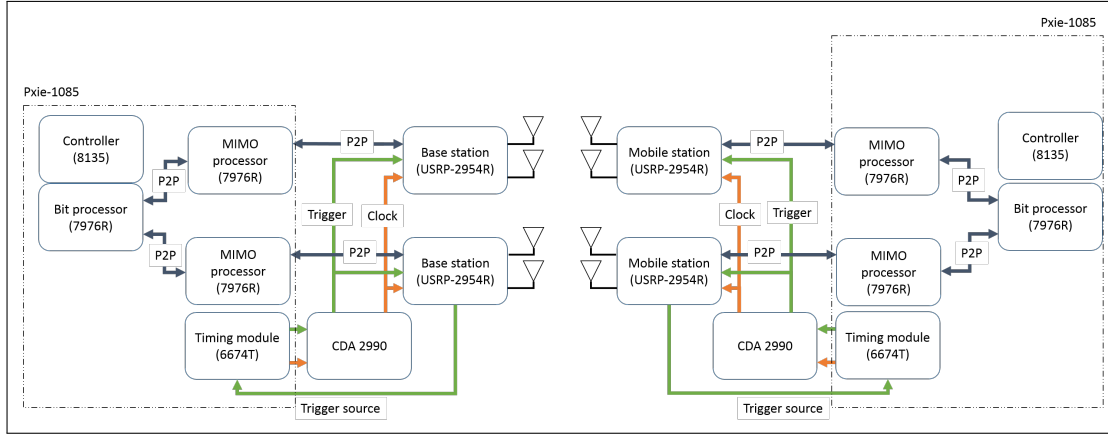 Pxie-1085
Pxie-1085
Controller
(8135)
MIMO
processor
(7976R)
P2P
P2P
Base station
(USRP-2954R)
Bit processor
(7976R)
Trigger
Clock
P2P
MIMO
processor
(7976R)
P2P
Base station
(USRP-2954R)
Timing module
(6674T)
CDA 2990
Trigger source
Mobile station
(USRP-2954R)
P2P
MIMO
processor
(7976R)
Controller
(8135)
P2P
Clock
Trigger
Bit processor
(7976R)
Mobile station
(USRP-2954R)
P2P
MIMO
processor
(7976R)
P2P
CDA 2990
Timing module
(6674T)
Trigger source